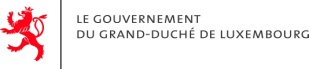 LE GOUVERNEMENT
DU GRAND-DUCHÉ DE LUXEMBOURG